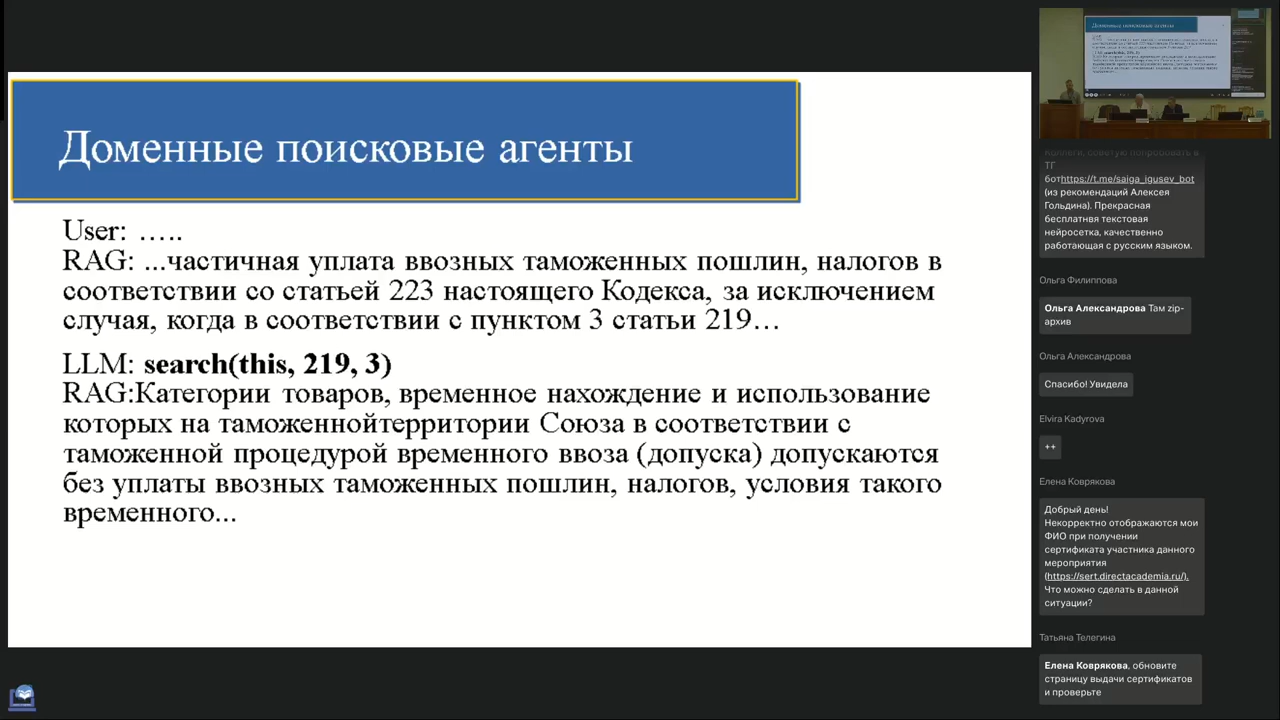 Доменные поисковые агенты
User: …..
RAG: ...частичная уплата ввозных таможенных пошлин, налогов в
соответствии со статьей 223 настоящего Кодекса, за исключением
случая, когда в соответствии с пунктом 3 статьи 219…
LLM: search(this, 219, 3)
RAG:Категории товаров, временное нахождение и использование
которых на таможеннойтерритории Союза в соответствии с
таможенной процедурой временного ввоза (допуска) допускаются
без уплаты ввозных таможенных пошлин, налогов, условия такого
временного...
Доменные поисковые агенты
Коллеги, советую попробовать в
ТГ
ботhttps://t.me/saiga_igusev_bot
(из рекомендаций Алексея
Гольдина). Прекрасная
бесплатнвя текстовая
нейросетка, качественно
работающая с русским языком.
Ольга Филиппова
Ольга Александрова Там zip-
архив
Ольга Александрова
Спасибо! Увидела
Elvira Kadyrova
++
Елена Коврякова
Добрый день!
Некорректно отображаются мои
ФИО при получении
сертификата участника данного
мероприятия
(https://sert.directacademia.ru/).
Что можно сделать в данной
ситуации?
Татьяна Телегина
Елена Коврякова, обновите
страницу выдачи сертификатов
и проверьте